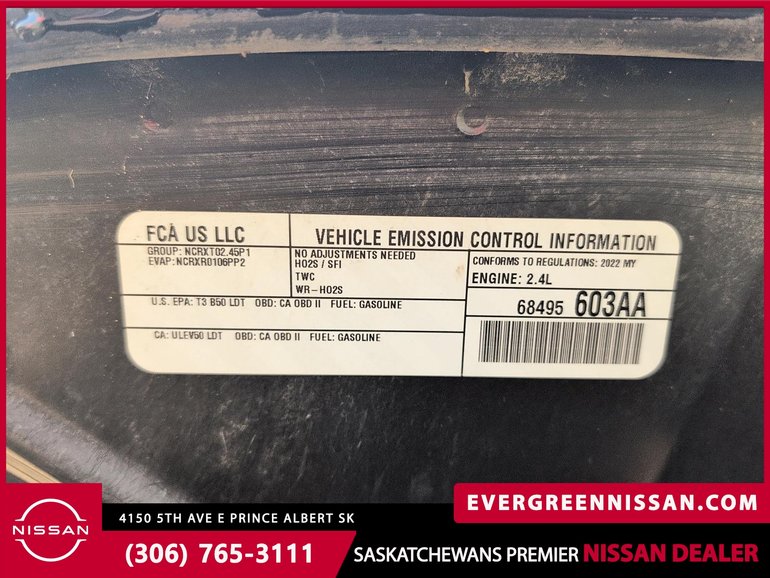 FCA US LLC
GROUP: NCRXT02.45P1
EVAP: NCRXR0106PP2
VEHICLE EMISSION CONTROL INFORMATION
NO ADJUSTMENTS NEEDED
HO2S / SFI
TWC
WR-HO2S
CONFORMS TO REGULATIONS: 2022 MY
ENGINE: 2.4L
U.S. EPA: T3 B50 LDT OBD: CA OBD II FUEL: GASOLINE
CA: ULEV50 LDT OBD: CA OBD II FUEL: GASOLINE
68495 603AA
NISSAN
4150 5TH AVE E PRINCE ALBERT SK
(306) 765-3111
EVERGREENNISSAN.COM
SASKATCHEWANS PREMIER NISSAN DEALER